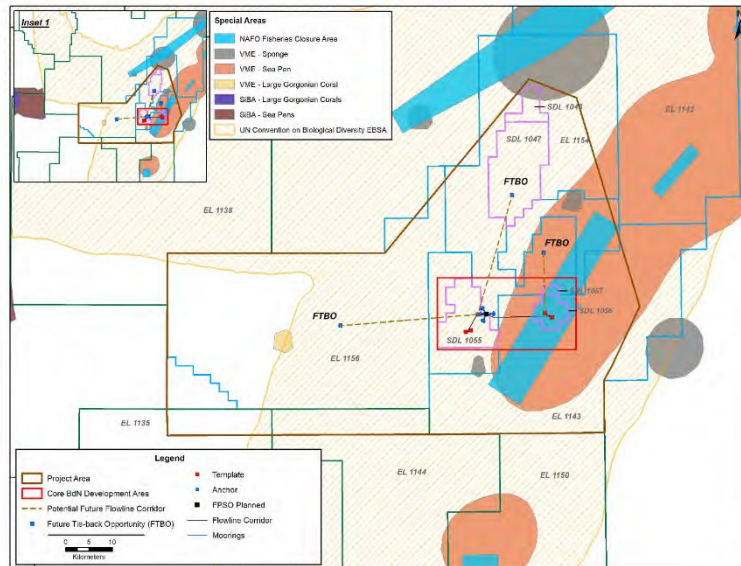 Inset 1
Special Areas
NAFO Fisheries Closure Area
VME - Sponge
VME - Sea Pen
VME - Large Gorgonian Coral
SiBA - Large Gorgonian Corals
SiBA - Sea Pens
UN Convention on Biological Diversity EBSA
EL 1142
SDL 1048
SDL 1047
EL 1154
FTBO
EL 1138
FTBO
FTBO
SDL 1055
EL 1156
EL 1143
EL 1135
EL 1144
EL 1150
Legend
Project Area
Core BdN Development Area
Potential Future Flowline Corridor
Future Tie-back Opportunity (FTBO)
0 5 10
Kilometers
Template
Anchor
FPSO Planned
Flowline Corridor
Moorings